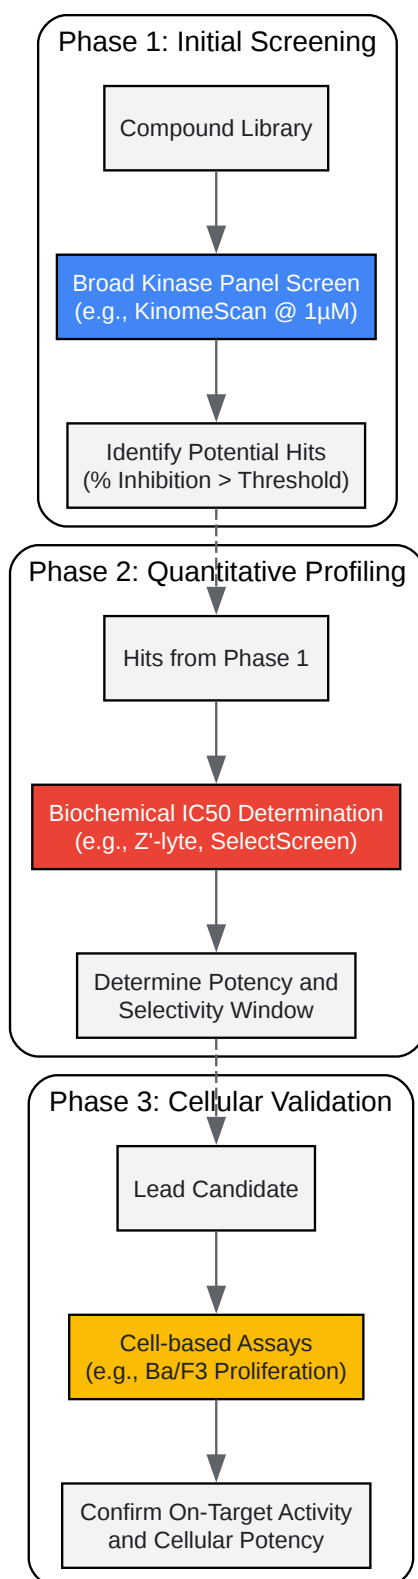 Phase 1: Initial Screening
Compound Library
Broad Kinase Panel Screen
(e.g., KinomeScan @ 1µM)
Identify Potential Hits
(% Inhibition > Threshold)
Phase 2: Quantitative Profiling
Hits from Phase 1
Biochemical IC50 Determination
(e.g., Z'-lyte, SelectScreen)
Determine Potency and
Selectivity Window
Phase 3: Cellular Validation
Lead Candidate
Cell-based Assays
(e.g., Ba/F3 Proliferation)
Confirm On-Target Activity
and Cellular Potency